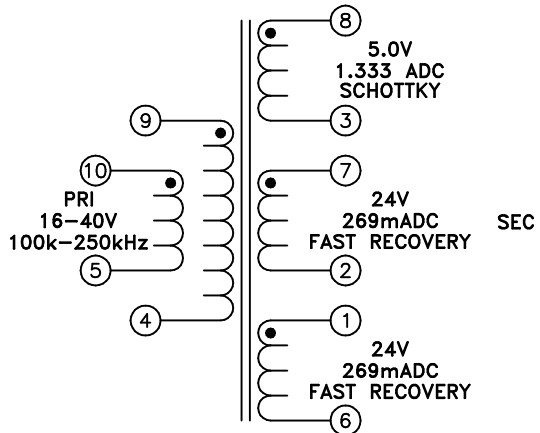 8
5.0V
1.333 ADC
SCHOTTKY
3
9
10
PRI
16-40V
100k-250kHz
5
4
7
24V
269mADC
FAST RECOVERY
SEC
2
1
24V
269mADC
FAST RECOVERY
6